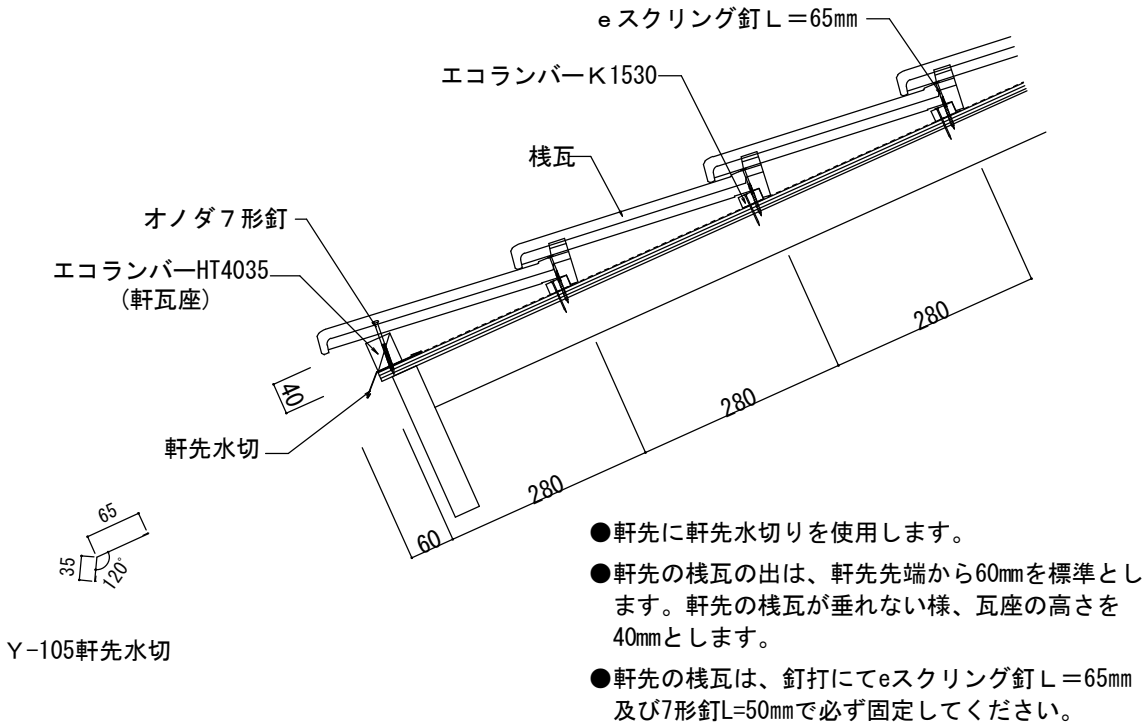 eスクリング釘Ｌ＝65mm
エコランバーＫ1530
桟瓦
オノダ７形釘
エコランバーHT4035
（軒瓦座）
280
40
280
軒先水切
280
65
60
35
120°
●軒先に軒先水切りを使用します。
●軒先の桟瓦の出は、軒先先端から60mmを標準とし
ます。軒先の桟瓦が垂れない様、瓦座の高さを
40mmとします。
Ｙ-105軒先水切
●軒先の桟瓦は、釘打にてeスクリング釘Ｌ＝65mm
及び7形釘L=50mmで必ず固定してください。